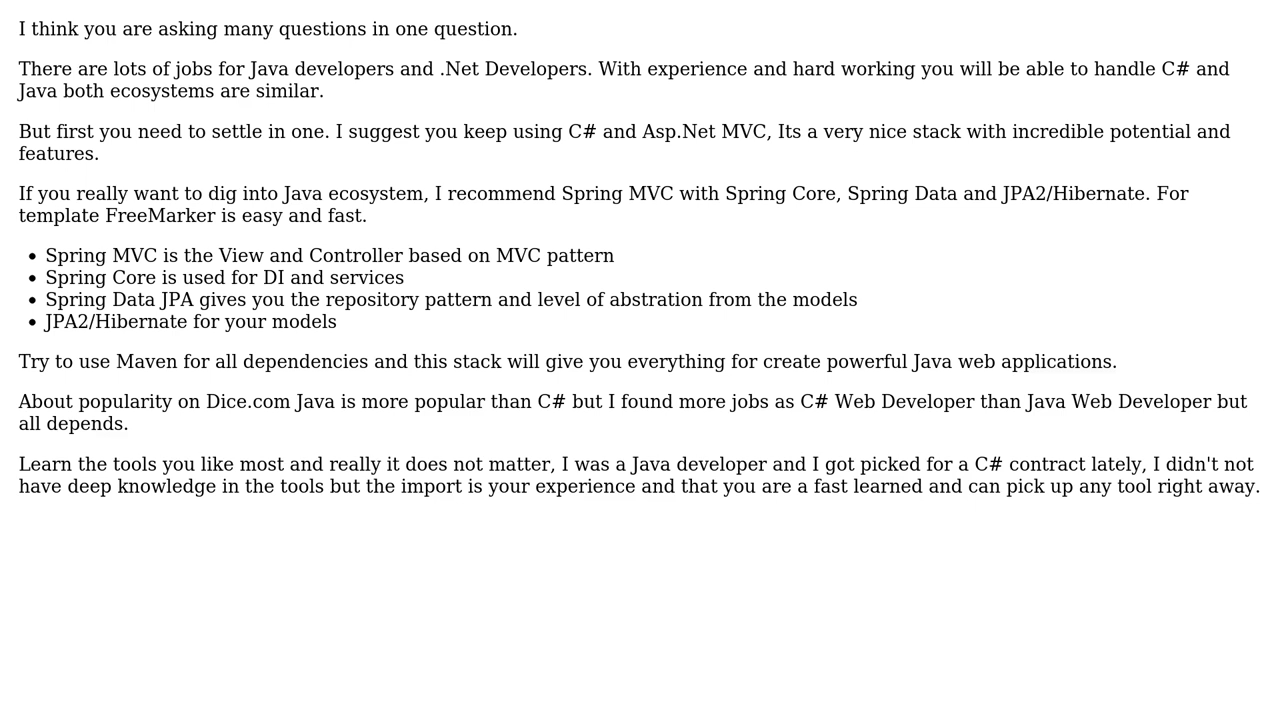 I think you are asking many questions in one question.
There are lots of jobs for Java developers and .Net Developers. With experience and hard working you will be able to handle C# and
Java both ecosystems are similar.
But first you need to settle in one. I suggest you keep using C# and Asp.Net MVC, Its a very nice stack with incredible potential and
features.
If you really want to dig into Java ecosystem, I recommend Spring MVC with Spring Core, Spring Data and JPA2/Hibernate. For
template FreeMarker is easy and fast.
• Spring MVC is the View and Controller based on MVC pattern
• Spring Core is used for DI and services
• Spring Data JPA gives you the repository pattern and level of abstration from the models
• JPA2/Hibernate for your models
Try to use Maven for all dependencies and this stack will give you everything for create powerful Java web applications.
About popularity on Dice.com Java is more popular than C# but I found more jobs as C# Web Developer than Java Web Developer but
all depends.
Learn the tools you like most and really it does not matter, I was a Java developer and I got picked for a C# contract lately, I didn't not
have deep knowledge in the tools but the import is your experience and that you are a fast learned and can pick up any tool right away.